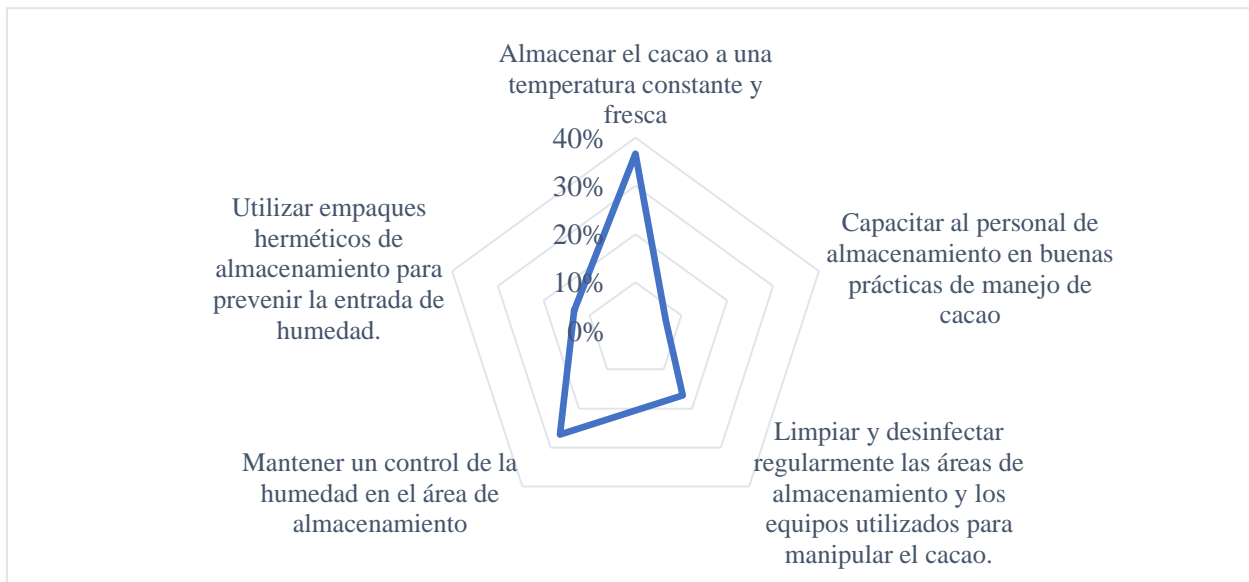 Almacenar el cacao a una
temperatura constante y
fresca
40%
30%
20%
10%
0%
Capacitar al personal de
almacenamiento en buenas
prácticas de manejo de
cacao
Limpiar y desinfectar
regularmente las áreas de
almacenamiento y los
equipos utilizados para
manipular el cacao.
Mantener un control de la
humedad en el área de
almacenamiento
Utilizar empaques
herméticos de
almacenamiento para
prevenir la entrada de
humedad.